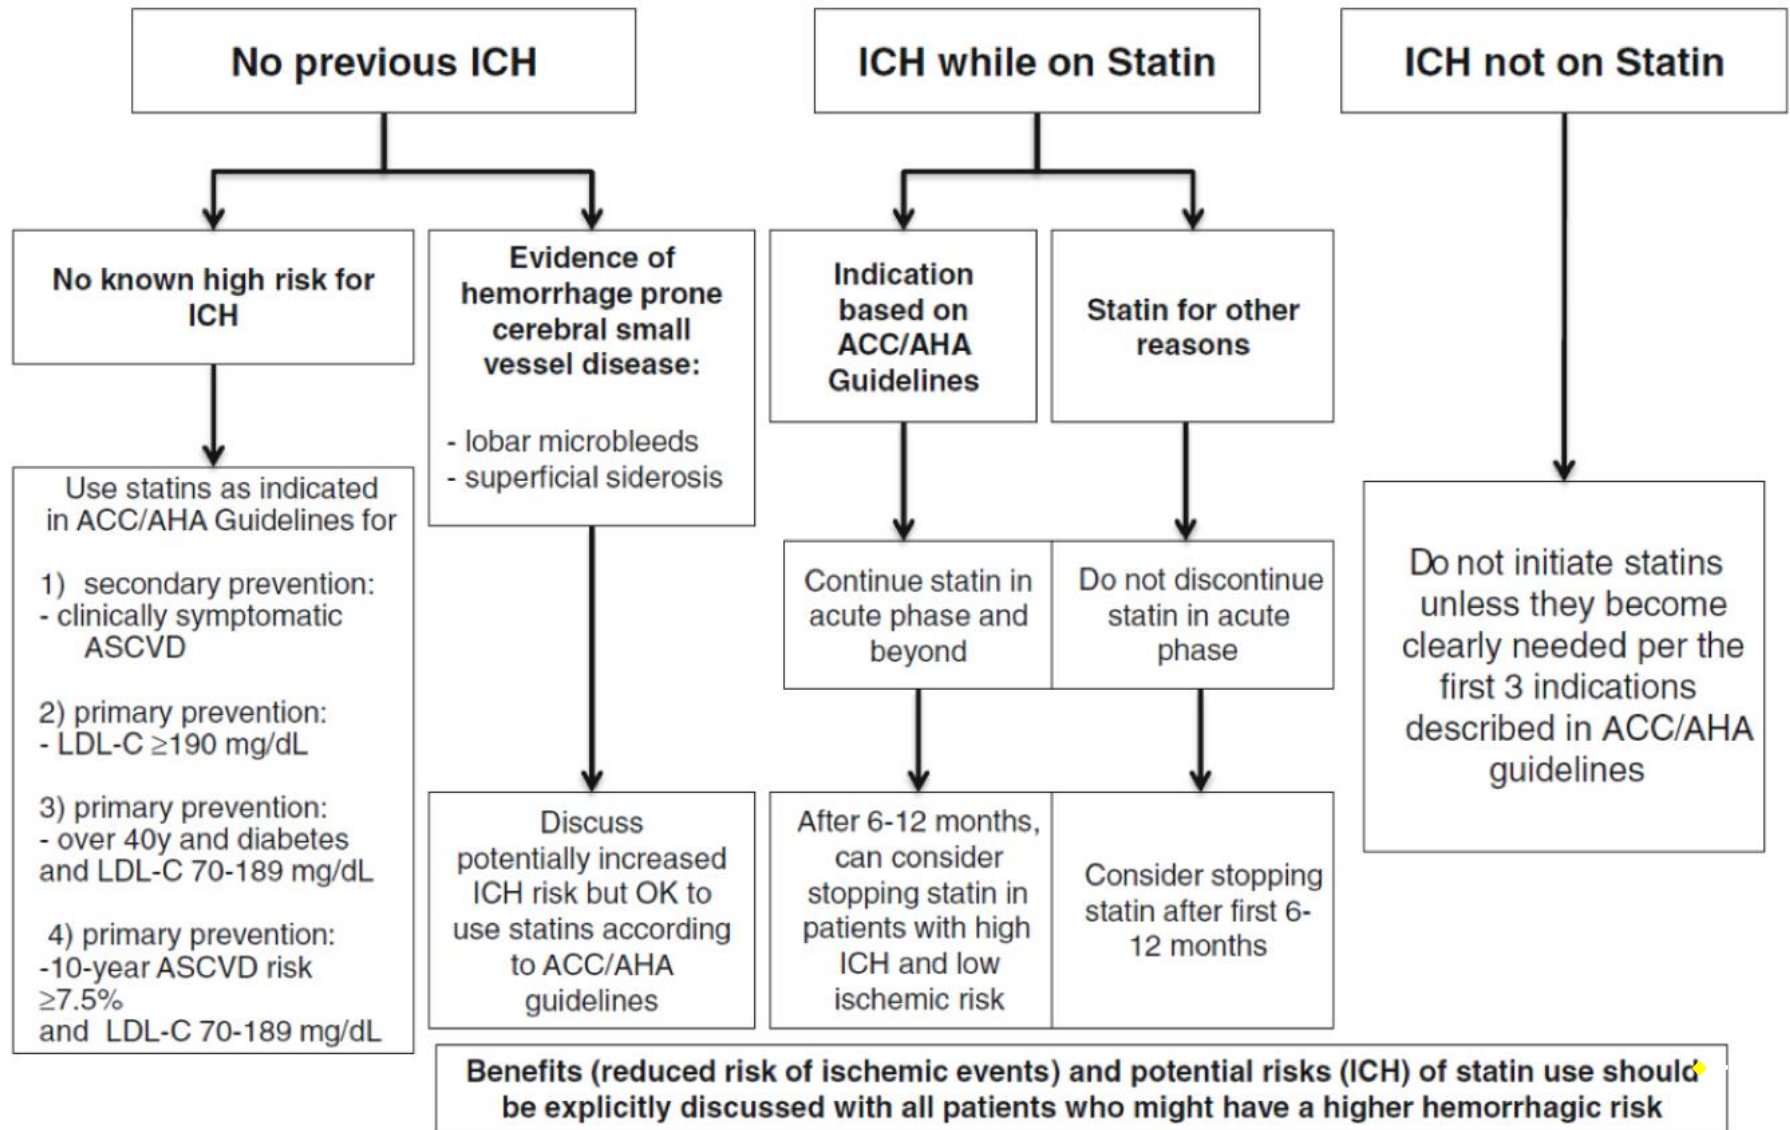 No previous ICH
ICH while on Statin
ICH not on Statin
No known high risk for
ICH
Evidence of
hemorrhage prone
cerebral small
vessel disease:
- lobar microbleeds
- superficial siderosis
Indication
based on
ACC/AHA
Guidelines
Statin for other
reasons
Use statins as indicated
in ACC/AHA Guidelines for
1) secondary prevention:
- clinically symptomatic
ASCVD
2) primary prevention:
- LDL-C ≥190 mg/dL
3) primary prevention:
- over 40y and diabetes
and LDL-C 70-189 mg/dL
4) primary prevention:
-10-year ASCVD risk
≥7.5%
and LDL-C 70-189 mg/dL
Discuss
potentially increased
ICH risk but OK to
use statins according
to ACC/AHA
guidelines
Continue statin in
acute phase and
beyond
Do not discontinue
statin in acute
phase
After 6-12 months,
can consider
stopping statin in
patients with high
ICH and low
ischemic risk
Consider stopping
statin after first 6-
12 months
Do not initiate statins
unless they become
clearly needed per the
first 3 indications
described in ACC/AHA
guidelines
Benefits (reduced risk of ischemic events) and potential risks (ICH) of statin use should
be explicitly discussed with all patients who might have a higher hemorrhagic risk